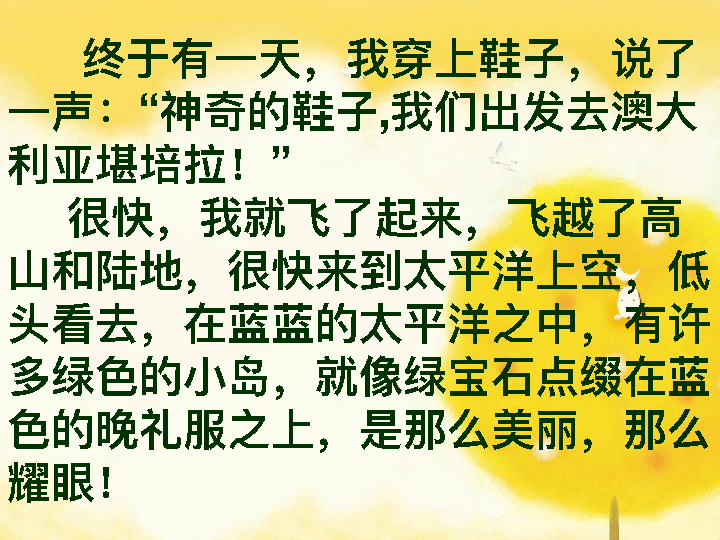 终于有一天，我穿上鞋子，说了
一声：“神奇的鞋子,我们出发去澳大
利亚堪培拉！”
很快，我就飞了起来，飞越了高
山和陆地，很快来到太平洋上空，低
头看去，在蓝蓝的太平洋之中，有许
多绿色的小岛，就像绿宝石点缀在蓝
色的晚礼服之上，是那么美丽，那么
耀眼！